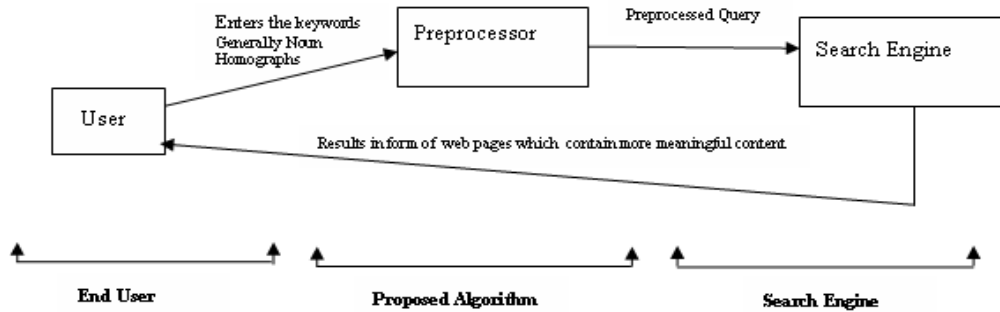 Enters the keywords
Generally Noun
Homographs
Preprocessor
Preprocessed Query
Search Engine
User
Results in form of web pages which contain more meaningful content
End User
Proposed Algorithm
Search Engine